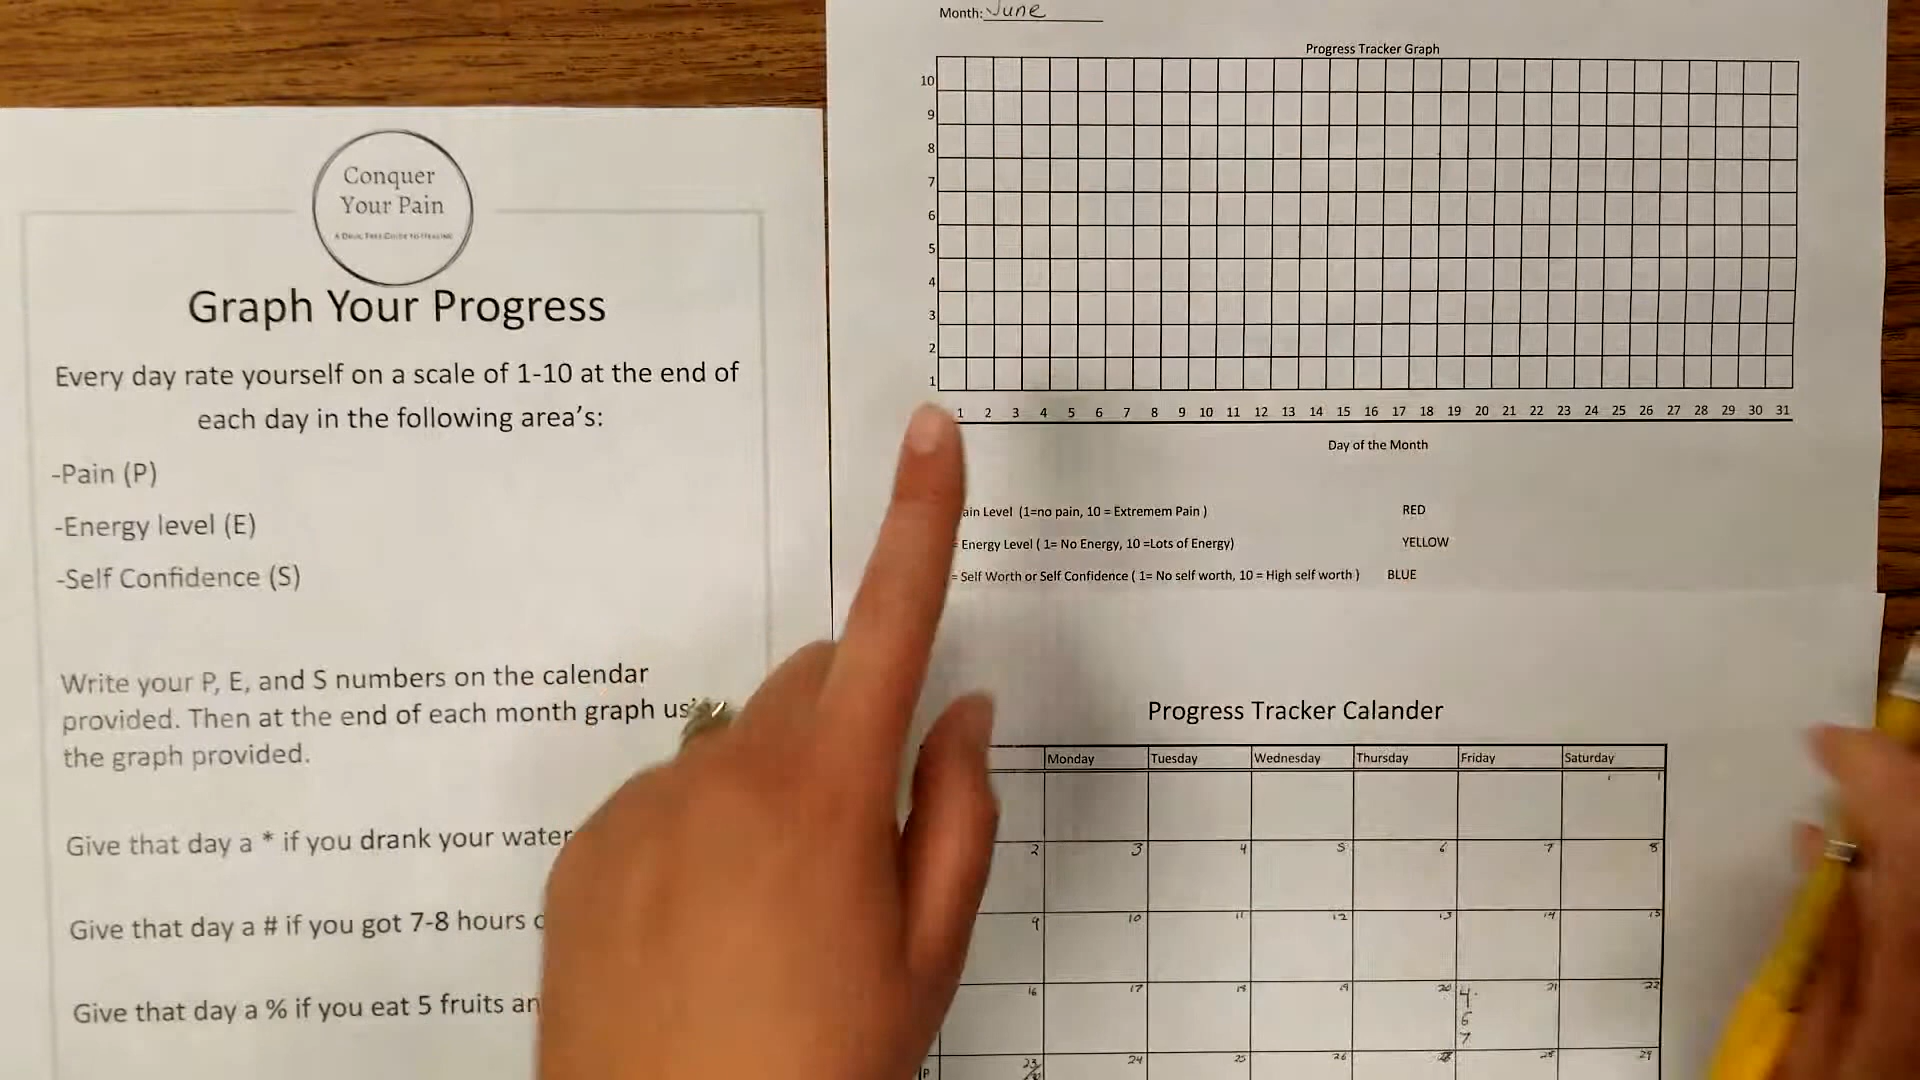 Conquer
Your Pain
A Drug Free Guide to Healing
Graph Your Progress
Every day rate yourself on a scale of 1-10 at the end of
each day in the following area's:
-Pain (P)
-Energy level (E)
-Self Confidence (S)
Write your P, E, and S numbers on the calendar
provided. Then at the end of each month graph
the graph provided.
Give that day a * if you drank your water
Give that day a # if you got 7-8 hours
Give that day a % if you eat 5 fruits
Month: June
Progress Tracker Graph
10
9
8
7
6
5
4
3
2
1
1 2 3 4 5 6 7 8 9 10 11 12 13 14 15 16 17 18 19 20 21 22 23 24 25 26 27 28 29 30 31
Day of the Month
Level (1=no pain, 10 = Extremem Pain ) RED
= Energy Level ( 1= No Energy, 10 =Lots of Energy) YELLOW
= Self Worth or Self Confidence ( 1= No self worth, 10 = High self worth ) BLUE
Progress Tracker Calander
Monday Tuesday Wednesday Thursday Friday Saturday
1
2 3 4 5 6 7 8
9 10 11 12 13 14 15
16 17 18 19 20 21 22
4
6
7
23 24 25 26 28 29
P